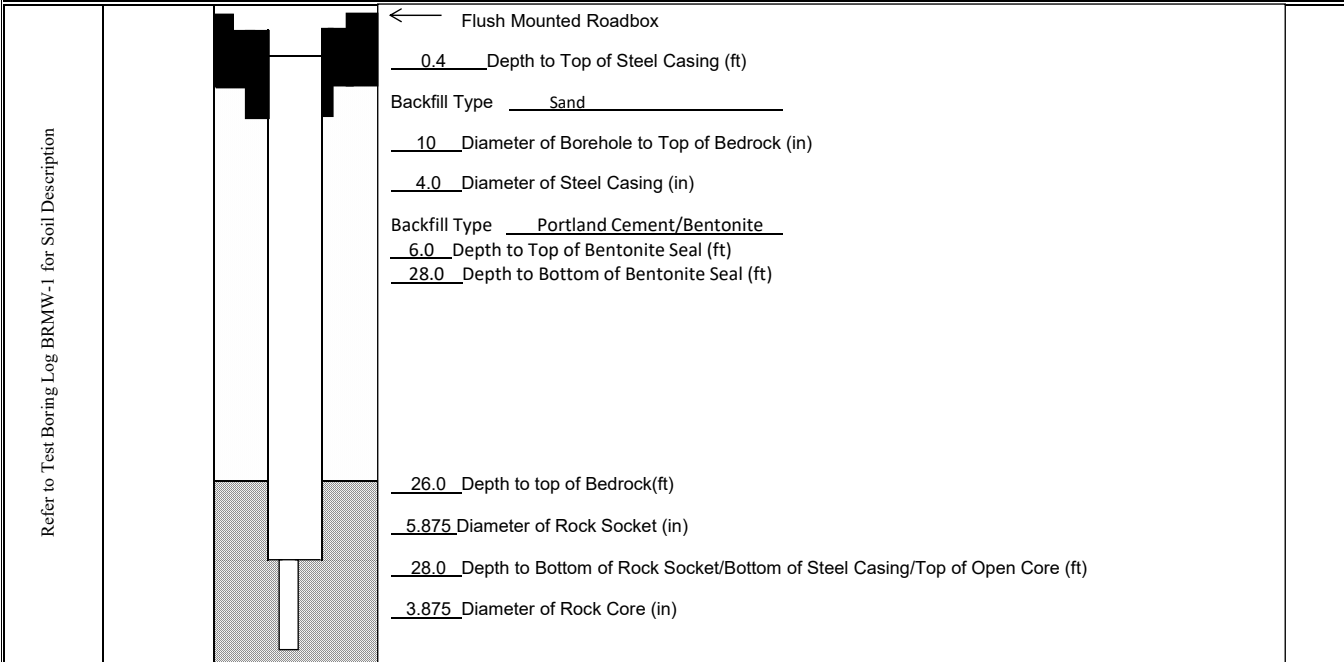 Flush Mounted Roadbox
0.4 Depth to Top of Steel Casing (ft)
Backfill Type Sand
10 Diameter of Borehole to Top of Bedrock (in)
4.0 Diameter of Steel Casing (in)
Backfill Type Portland Cement/Bentonite
6.0 Depth to Top of Bentonite Seal (ft)
28.0 Depth to Bottom of Bentonite Seal (ft)
Refer to Test Boring Log BRMW-1 for Soil Description
26.0 Depth to top of Bedrock(ft)
5.875 Diameter of Rock Socket (in)
28.0 Depth to Bottom of Rock Socket/Bottom of Steel Casing/Top of Open Core (ft)
3.875 Diameter of Rock Core (in)